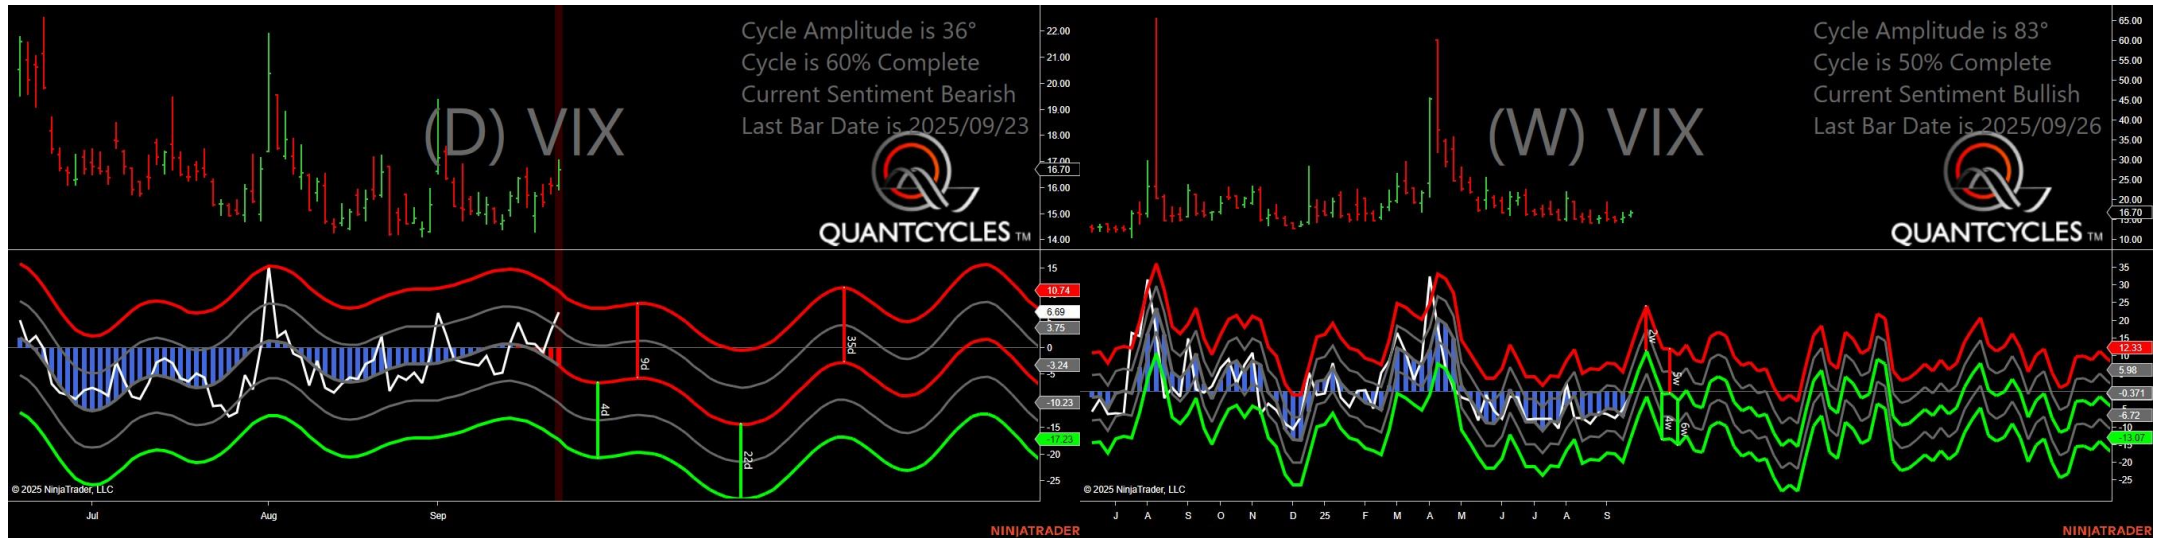 Cycle Amplitude is 36°
Cycle is 60% Complete
Current Sentiment Bearish
Last Bar Date is 2025/09/23
(D) VIX
QUANTCYCLES TM
22.00
21.00
20.00
19.00
18.00
17.00
16.70
16.00
15.00
14.00
15
10.74
6.69
3.75
0
-3.24
-5
-10.23
-15
-17.23
-20
-25
4d
9d
22d
35d
© 2025 NinjaTrader, LLC
Jul
Aug
Sep
NINJATRADER
Cycle Amplitude is 83°
Cycle is 50% Complete
Current Sentiment Bullish
Last Bar Date is 2025/09/26
(W) VIX
QUANTCYCLES TM
65.00
60.00
55.00
50.00
45.00
40.00
35.00
30.00
25.00
20.00
16.70
15.00
10.00
35
30
25
20
15
12.33
10
5.98
-0.371
-6.72
-10
-13.07
-15
-20
-25
2w
4w
6w
© 2025 NinjaTrader, LLC
J A S O N D 25 F M A M J J A S
NINJATRADER